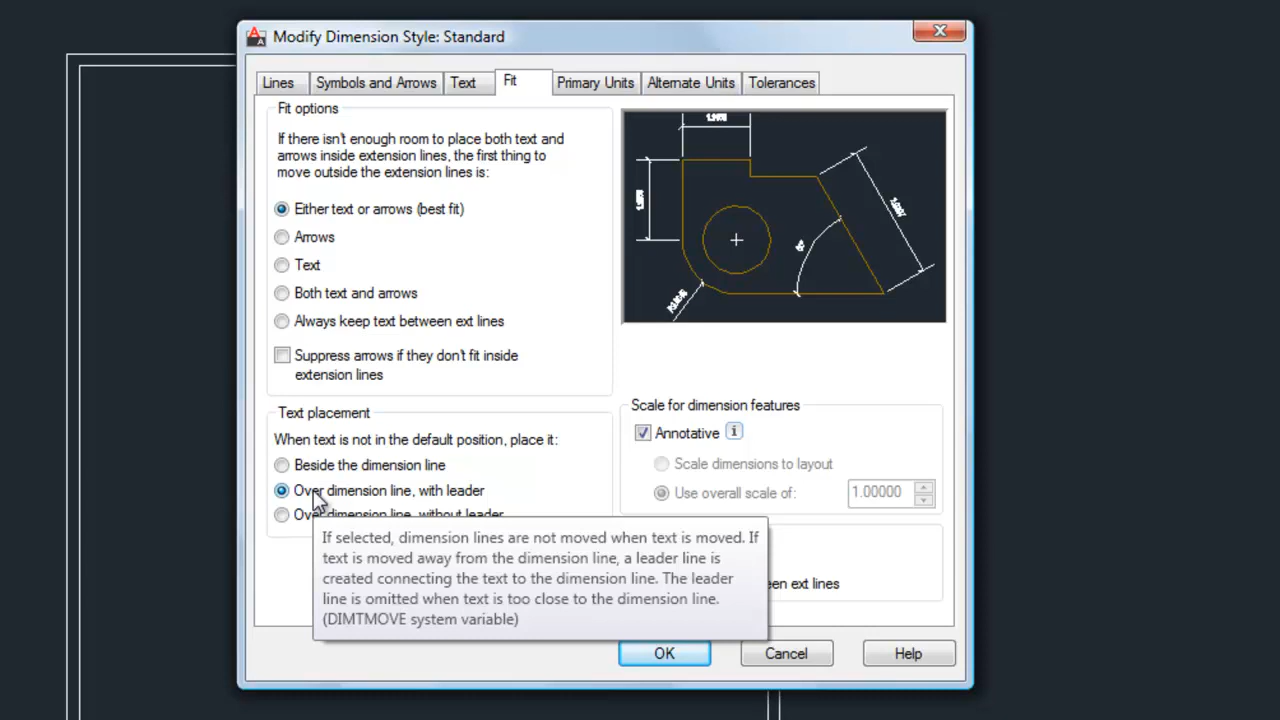 Modify Dimension Style: Standard
Lines
Symbols and Arrows
Text
Fit
Primary Units
Alternate Units
Tolerances
Fit options
If there isn't enough room to place both text and
arrows inside extension lines, the first thing to
move outside the extension lines is:
Either text or arrows (best fit)
Arrows
Text
Both text and arrows
Always keep text between ext lines
Suppress arrows if they don't fit inside
extension lines
Text placement
When text is not in the default position, place it:
Beside the dimension line
Over dimension line, with leader
Over dimension line, without leader
Scale for dimension features
Annotative
Scale dimensions to layout
Use overall scale of:
1.00000
ext lines
If selected, dimension lines are not moved when text is moved. If
text is moved away from the dimension line, a leader line is
created connecting the text to the dimension line. The leader
line is omitted when text is too close to the dimension line.
(DIMTMOVE system variable)
OK
Cancel
Help